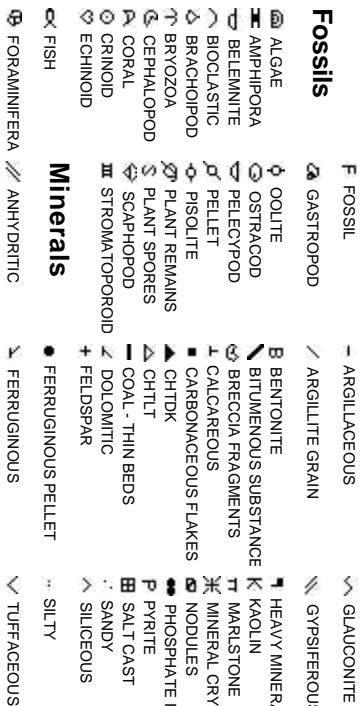 Fossils
ALGAE
AMPHIPORA
BELEMNITE
BIOCLASTIC
BRACHOIPOD
BRYOZOA
CEPHALOPOD
CORAL
CRINOID
ECHINOID
FISH
FORAMINIFERA
F FOSSIL
GASTROPOD
OOLITE
OSTRACOD
PELECYPOD
PELLET
PISOLITE
PLANT REMAINS
PLANT SPORES
SCAPHOPOD
STROMATOPOROID
Minerals
ANHYDRITIC
ARGILLACEOUS
ARGILLITE GRAIN
B BENTONITE
BITUMENOUS SUBSTANCE
BRECCIA FRAGMENTS
CALCAREOUS
CARBONACEOUS FLAKES
CHTDK
CHTLT
COAL - THIN BEDS
DOLOMITIC
FELDSPAR
FERRUGINOUS PELLET
FERRUGINOUS
GLAUCONITE
GYPSIFEROUS
HEAVY MINERA
K KAOLIN
MARLSTONE
MINERAL CRY
NODULES
PHOSPHATE
P PYRITE
SALT CAST
SANDY
SILICEOUS
SILTY
TUFFACEOUS